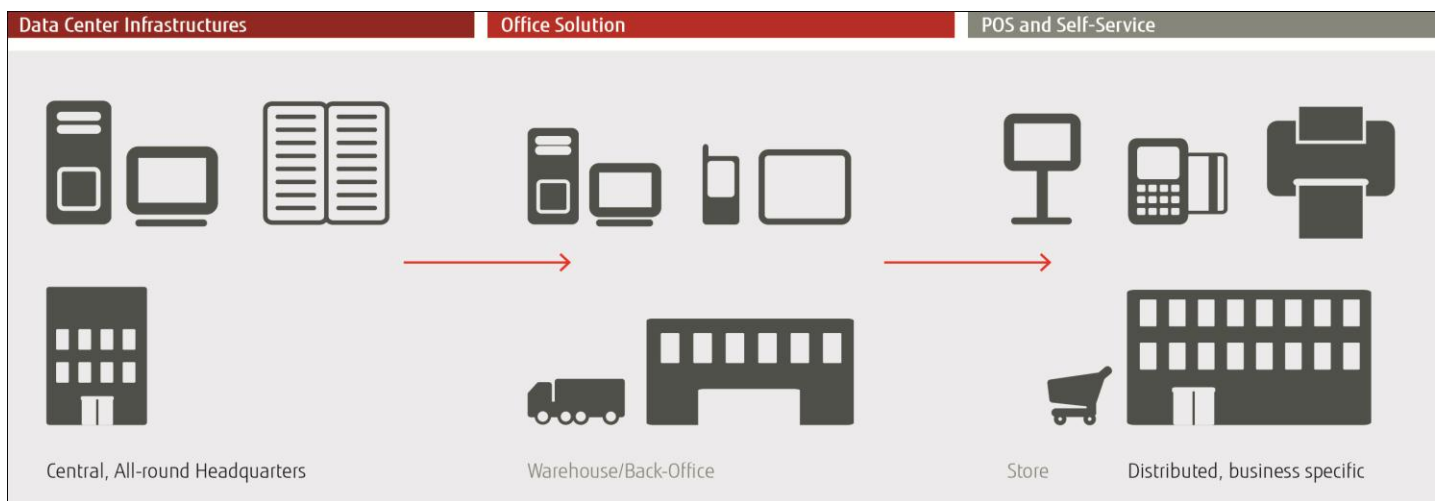 Data Center Infrastructures
Office Solution
POS and Self-Service
Central, All-round Headquarters
Warehouse/Back-Office
Store
Distributed, business specific